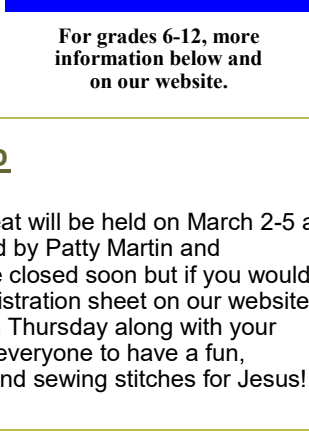 For grades 6-12, more
information below and
on our website.
eat will be held on March 2-5
d by Patty Martin and
closed soon but if you would
istration sheet on our website
Thursday along with your
everyone to have a fun,
nd sewing stitches for Jesus!